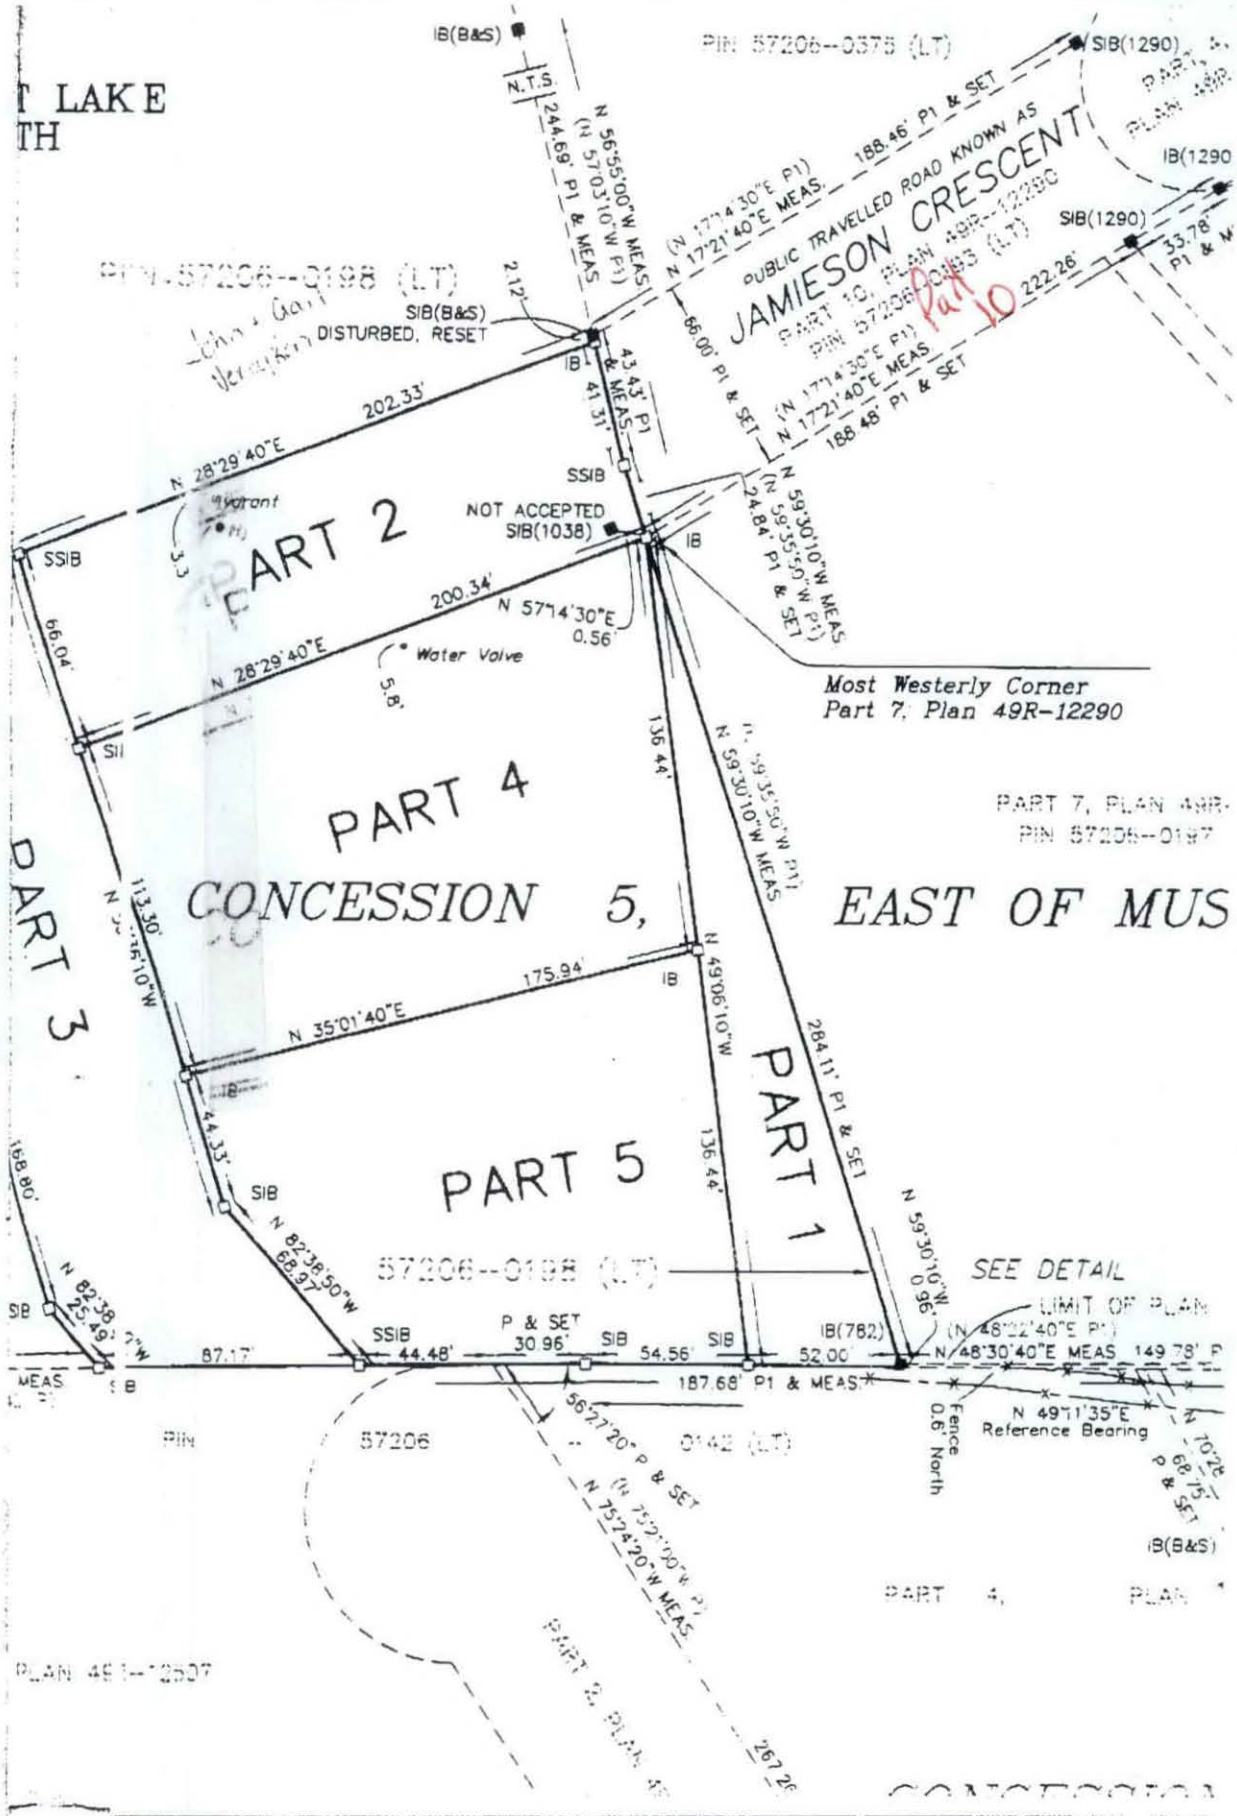 T LAKE
TH
IB(B&S)
N.T.S
244.69' P1 & MEAS
N 56°55'00"W MEAS
(N 57°03'10"W P1)
PIN 57206-0375 (LT)
SIB(1290)
IB(1290
SIB(1290)
33.78'
188.46' P1 & SET
(N 17°14'30"E P1)
N 17°21'40"E MEAS.
PUBLIC TRAVELLED ROAD KNOWN AS
JAMIESON CRESCENT
PART 10, PLAN 49R-12290
Part
10
222.26'
(N 17°14'30"E P1)
N 17°21'40"E MEAS
188.48' P1 & SET
66.00' P1 & SET
PIN 57206-0198 (LT)
John & Gail
SIB(B&S)
DISTURBED, RESET
2.12'
IB
43.43' P1
& MEAS.
41.31'
202.33'
N 28°29'40"E
SSIB
NOT ACCEPTED
SIB(1038)
IB
N 59°30'10"W MEAS
(N 59°35'50"W P1)
24.84' P1 & SET
Hydrant
3.3
PART 2
SSIB
66.04'
200.34'
N 57°14'30"E
0.56'
N 28°29'40"E
Water Valve
5.8'
Most Westerly Corner
Part 7, Plan 49R-12290
136.44'
N 59°35'50"W P1)
N 59°30'10"W MEAS
PART 4
PART 7, PLAN 49R-
PIN 57206-0197
PART 3
113.30'
CONCESSION 5,
EAST OF MUS
175.94'
IB
N 35°01'40"E
N 49°06'10"W
IB
44.33'
PART 1
284.11' P1 & SET
136.44'
PART 5
168.80'
SIB
N 82°38'50"W
68.97'
57206-0198 (LT)
N 59°30'10"W
0.96'
SEE DETAIL
LIMIT OF PLAN
SIB
N 82°38
25.49'
87.17'
SSIB
44.48'
P & SET
30.96'
SIB
54.56'
SIB
52.00'
IB(782)
(N 48°22'40"E P1)
N 48°30'40"E MEAS 149.78' P
MEAS
187.68' P1 & MEAS.
N 49°11'35"E
Reference Bearing
Fence
0.6' North
PIN 57206 - 0142 (LT)
56°27'20" P & SET
(N 75°21'00"W P1)
N 75°24'20"W MEAS.
N 70°28
68.75'
P & SET
IB(B&S)
PART 4, PLAN
PART 2, PLAN
267.26